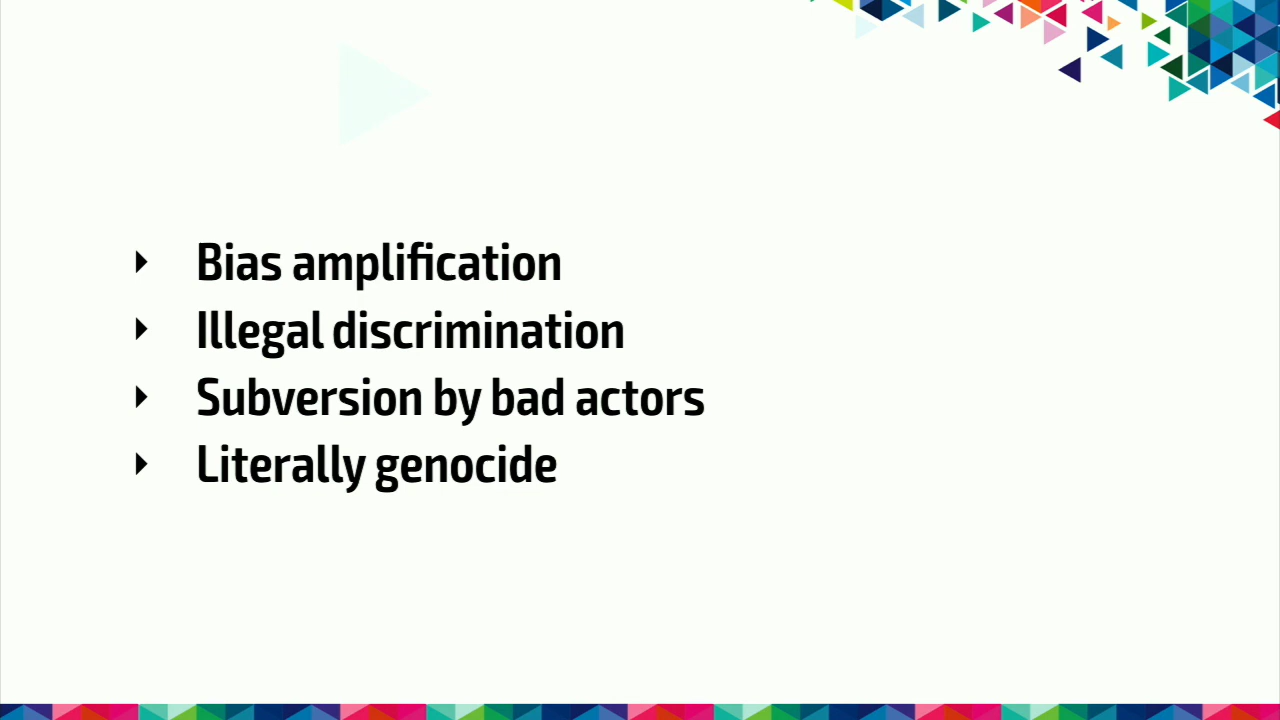 Bias amplification
Illegal discrimination
Subversion by bad actors
Literally genocide